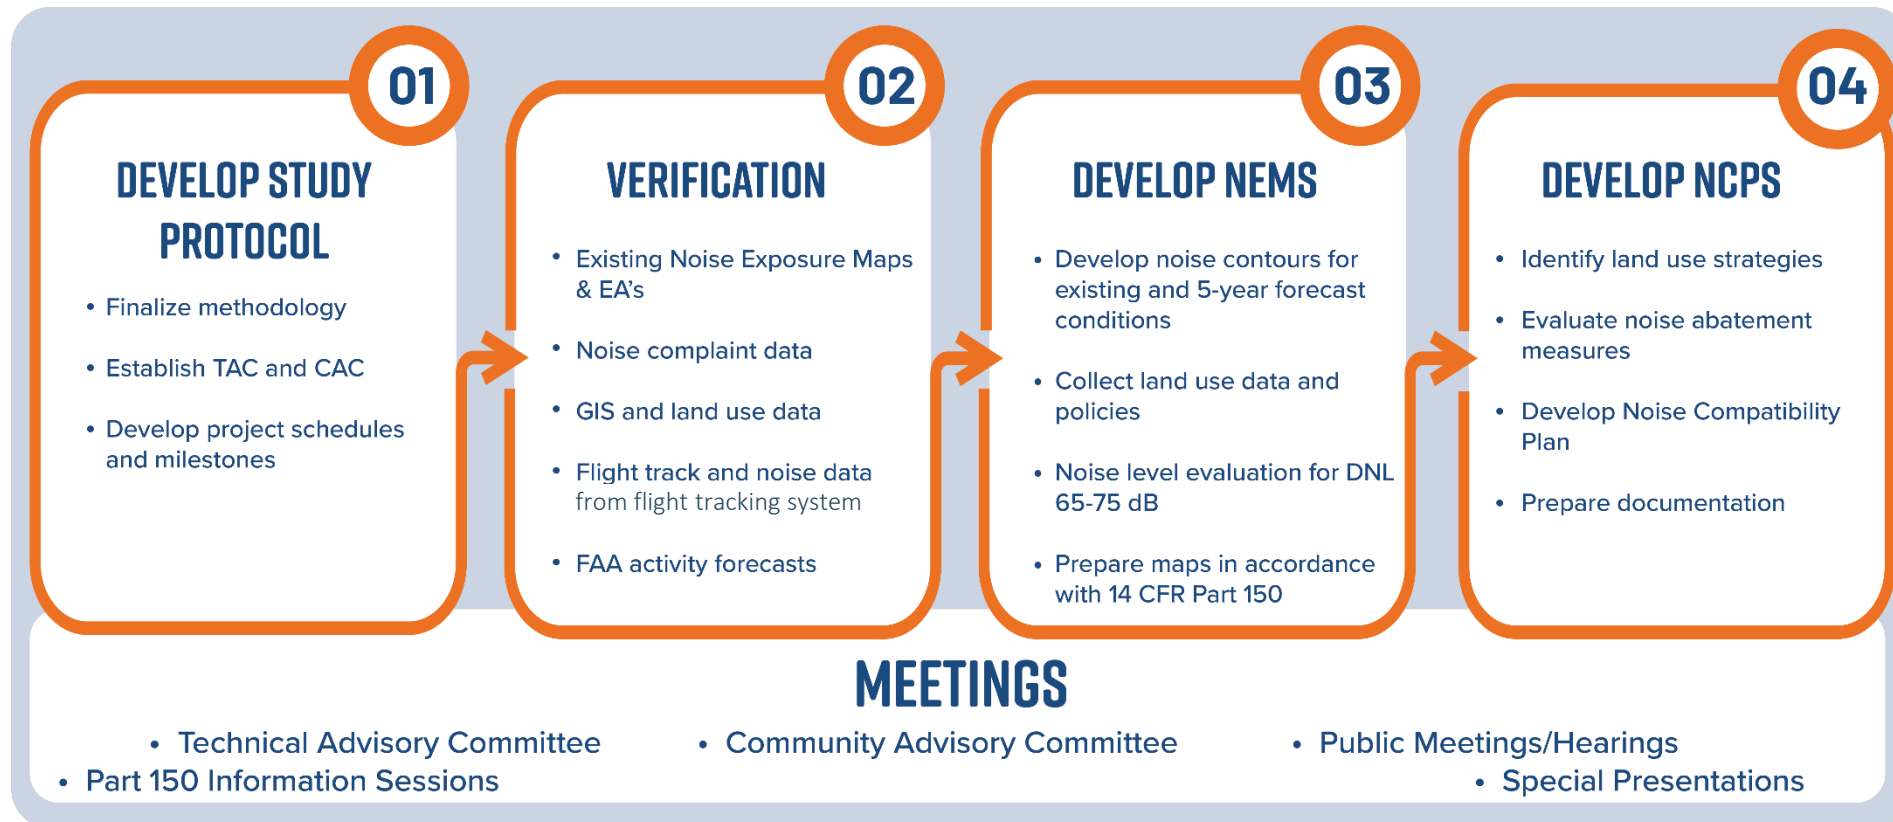 01
DEVELOP STUDY
PROTOCOL
• Finalize methodology
• Establish TAC and CAC
• Develop project schedules
and milestones
02
VERIFICATION
• Existing Noise Exposure Maps
& EA's
• Noise complaint data
• GIS and land use data
• Flight track and noise data
from flight tracking system
• FAA activity forecasts
03
DEVELOP NEMS
• Develop noise contours for
existing and 5-year forecast
conditions
• Collect land use data and
policies
• Noise level evaluation for DNL
65-75 dB
• Prepare maps in accordance
with 14 CFR Part 150
04
DEVELOP NCPS
• Identify land use strategies
• Evaluate noise abatement
measures
• Develop Noise Compatibility
Plan
• Prepare documentation
MEETINGS
• Technical Advisory Committee
• Community Advisory Committee
• Public Meetings/Hearings
• Part 150 Information Sessions
• Special Presentations